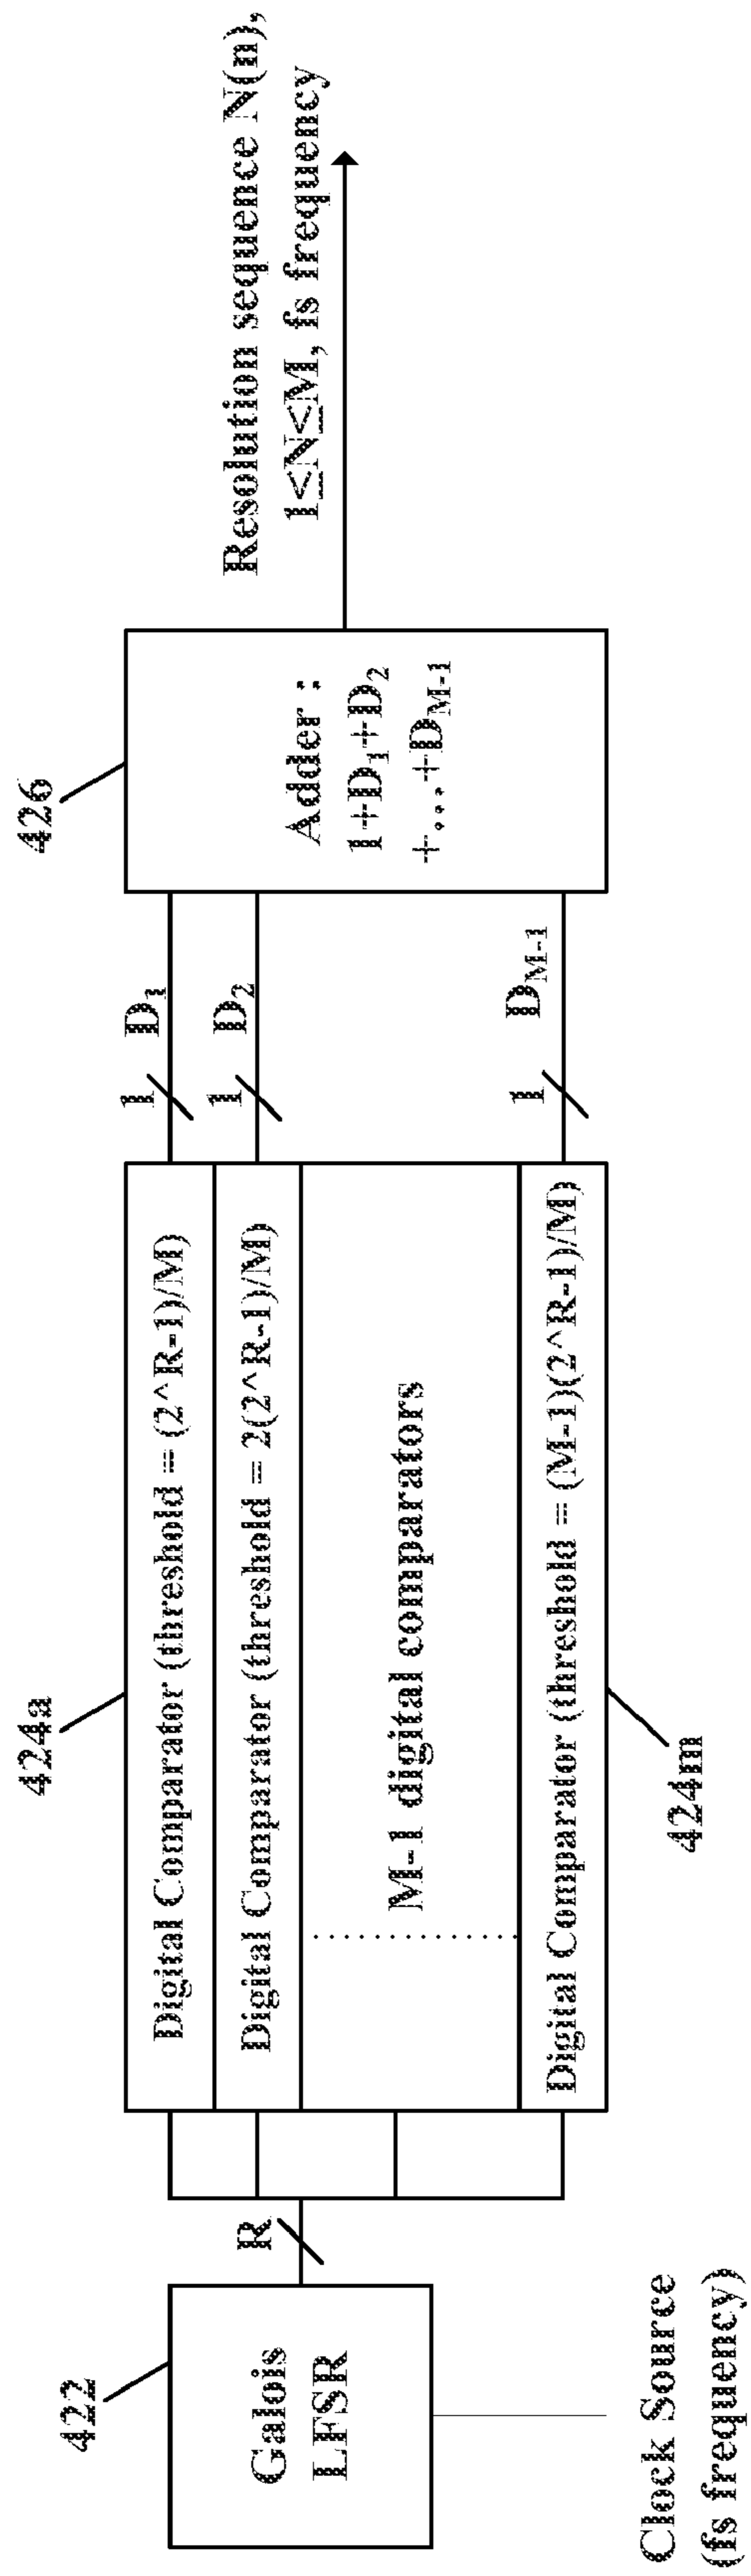 422
Galois
LFSR
Clock Source
(fs frequency)
R
424a
Digital Comparator (threshold = (2^R-1)/M)
Digital Comparator (threshold = 2(2^R-1)/M)
M-1 digital comparators
Digital Comparator (threshold = (M-1)(2^R-1)/M)
424m
1 D1
1 D2
1 DM-1
426
Adder :
1+D1+D2
+...+DM-1
Resolution sequence N(n),
1≤N≤M, fs frequency